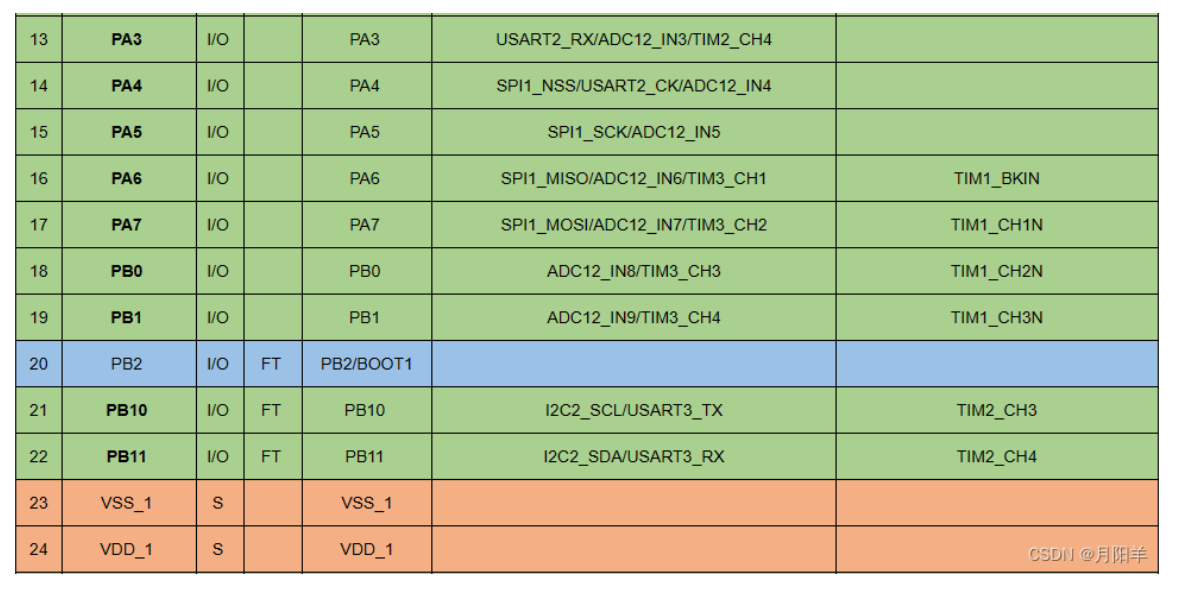 13 PA3 I/O PA3 USART2_RX/ADC12_IN3/TIM2_CH4
14 PA4 I/O PA4 SPI1_NSS/USART2_CK/ADC12_IN4
15 PA5 I/O PA5 SPI1_SCK/ADC12_IN5
16 PA6 I/O PA6 SPI1_MISO/ADC12_IN6/TIM3_CH1 TIM1_BKIN
17 PA7 I/O PA7 SPI1_MOSI/ADC12_IN7/TIM3_CH2 TIM1_CH1N
18 PB0 I/O PB0 ADC12_IN8/TIM3_CH3 TIM1_CH2N
19 PB1 I/O PB1 ADC12_IN9/TIM3_CH4 TIM1_CH3N
20 PB2 I/O FT PB2/BOOT1
21 PB10 I/O FT PB10 I2C2_SCL/USART3_TX TIM2_CH3
22 PB11 I/O FT PB11 I2C2_SDA/USART3_RX TIM2_CH4
23 VSS_1 S VSS_1
24 VDD_1 S VDD_1
CSDN @月阳羊